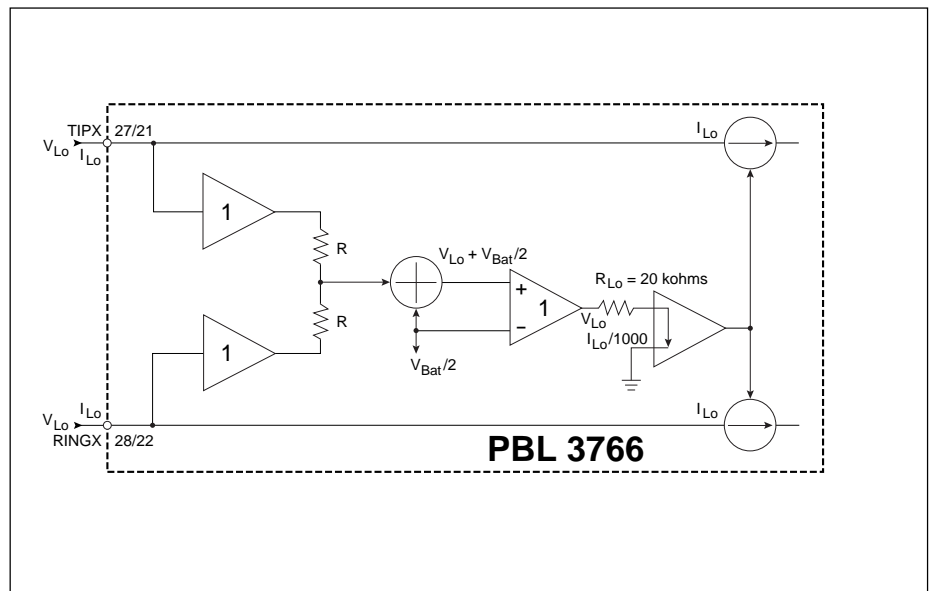 TIPX 27/21
V_Lo I_Lo
I_Lo
1
R
V_Lo + V_Bat/2
R_Lo = 20 kohms
+
1
−
V_Lo
I_Lo/1000
R
1
V_Bat/2
V_Lo I_Lo
I_Lo
RINGX 28/22
PBL 3766